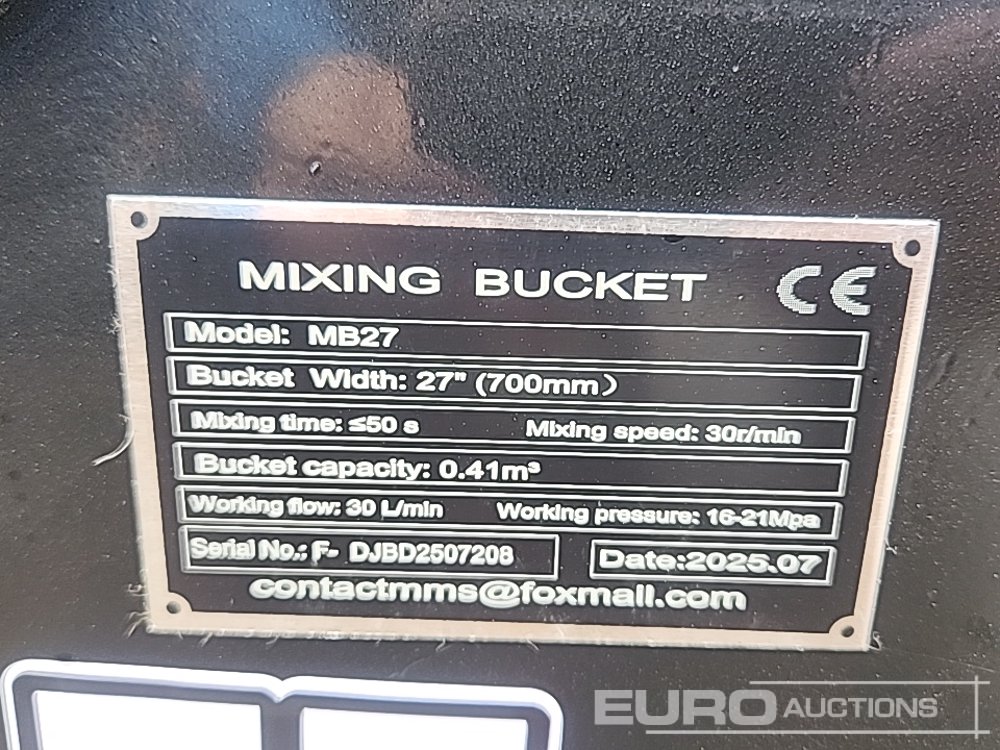 MIXING BUCKET CE
Model: MB27
Bucket Width: 27" (700mm)
Mixing time: ≤50 s Mixing speed: 30r/min
Bucket capacity: 0.41m³
Working flow: 30 L/min Working pressure: 16-21Mpa
Serial No.: F- DJBD2507208 Date:2025.07
contactmms@foxmail.com
EURO AUCTIONS